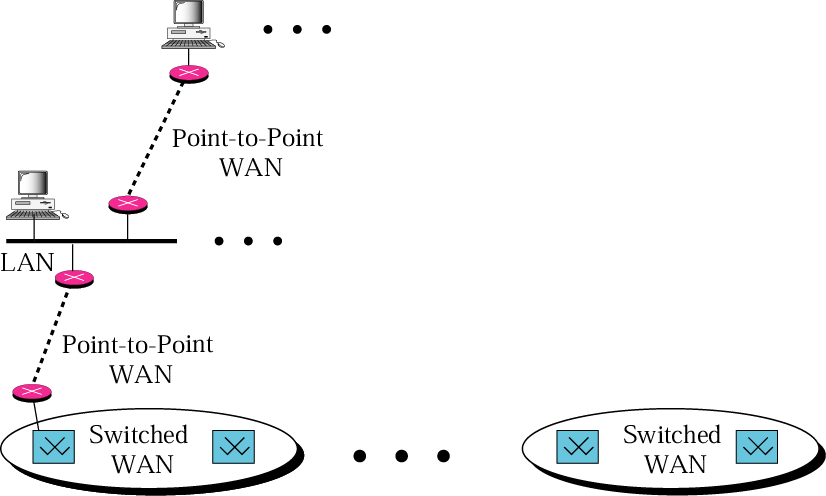 Point-to-Point
WAN
LAN
Point-to-Point
WAN
Switched
WAN
Switched
WAN